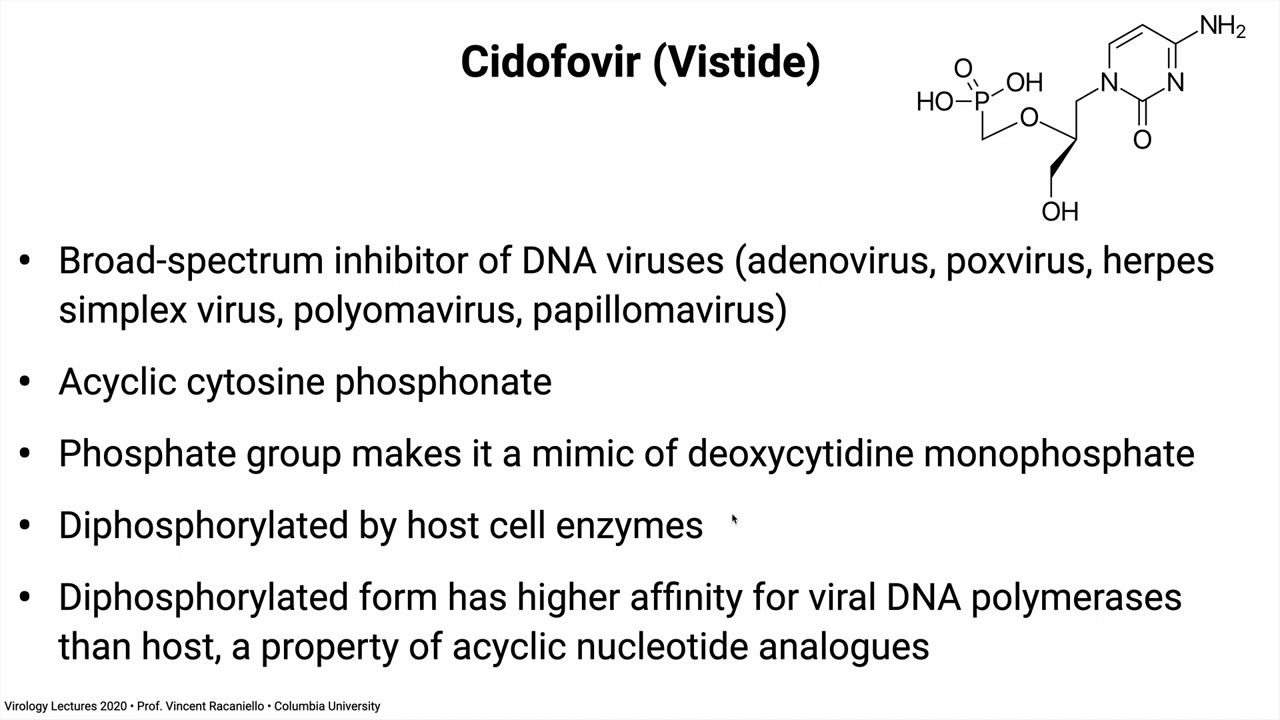 Cidofovir (Vistide)
NH2
O
OH
HO
P
O
N
N
O
OH
• Broad-spectrum inhibitor of DNA viruses (adenovirus, poxvirus, herpes
simplex virus, polyomavirus, papillomavirus)
• Acyclic cytosine phosphonate
• Phosphate group makes it a mimic of deoxycytidine monophosphate
• Diphosphorylated by host cell enzymes
• Diphosphorylated form has higher affinity for viral DNA polymerases
than host, a property of acyclic nucleotide analogues
Virology Lectures 2020 • Prof. Vincent Racaniello • Columbia University